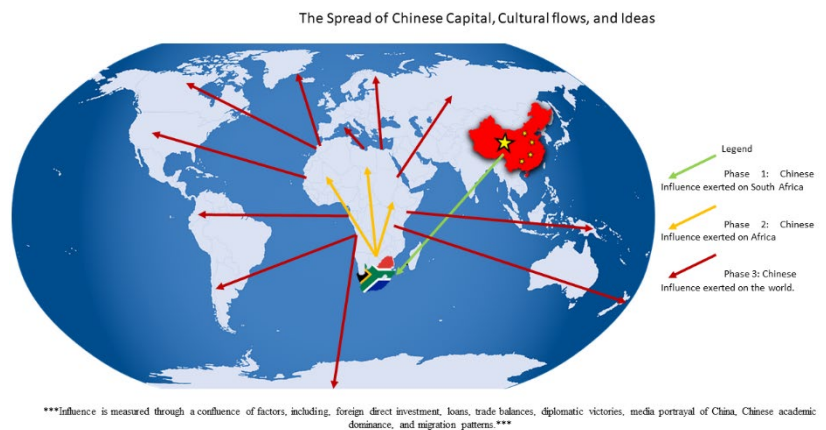 The Spread of Chinese Capital, Cultural flows, and Ideas
Legend
Phase 1: Chinese
Influence exerted on South Africa
Phase 2: Chinese
Influence exerted on Africa
Phase 3: Chinese
Influence exerted on the world.
***Influence is measured through a confluence of factors, including, foreign direct investment, loans, trade balances, diplomatic victories, media portrayal of China, Chinese academic
dominance, and migration patterns.***